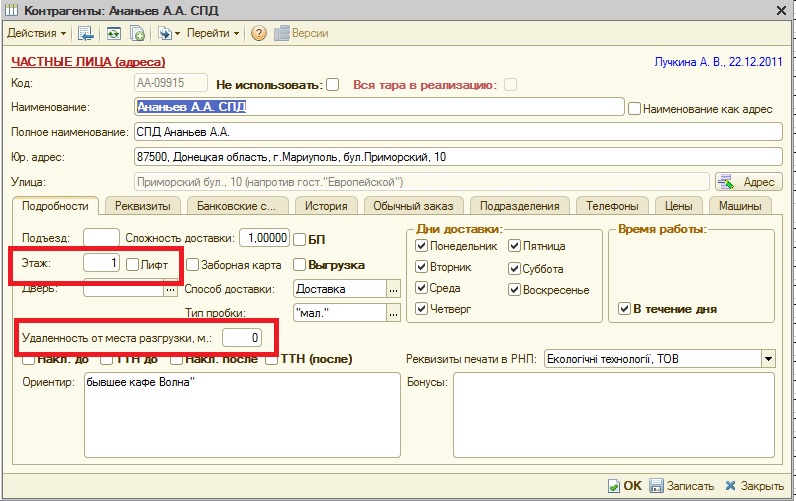 Контрагенты: Ананьев А.А. СПД
Действия Перейти Версии
ЧАСТНЫЕ ЛИЦА (адреса) Лучкина А. В., 22.12.2011
Код: АА-09915 Не использовать: Вся тара в реализацию:
Наименование: Ананьев А.А. СПД Наименование как адрес
Полное наименование: СПД Ананьев А.А.
Юр. адрес: 87500, Донецкая область, г.Мариуполь, бул.Приморский, 10
Улица: Приморский бул., 10 (напротив гост."Европейской") Адрес
Подробности Реквизиты Банковские с... История Обычный заказ Подразделения Телефоны Цены Машины
Подъезд: Сложность доставки: 1,00000 БП Дни доставки: Время работы:
Понедельник Пятница
Этаж: 1 Лифт Заборная карта Выгрузка Вторник Суббота
Дверь: ... Способ доставки: Доставка ... Среда Воскресенье
Тип пробки: "мал." ... Четверг В течение дня
Удаленность от места разгрузки, м.: 0
Накл. до ТТН до Накл. после ТТН (после) Реквизиты печати в РНП: Екологічні технології, ТОВ
Ориентир: бывшее кафе Волна" Бонусы:
OK Записать Закрыть